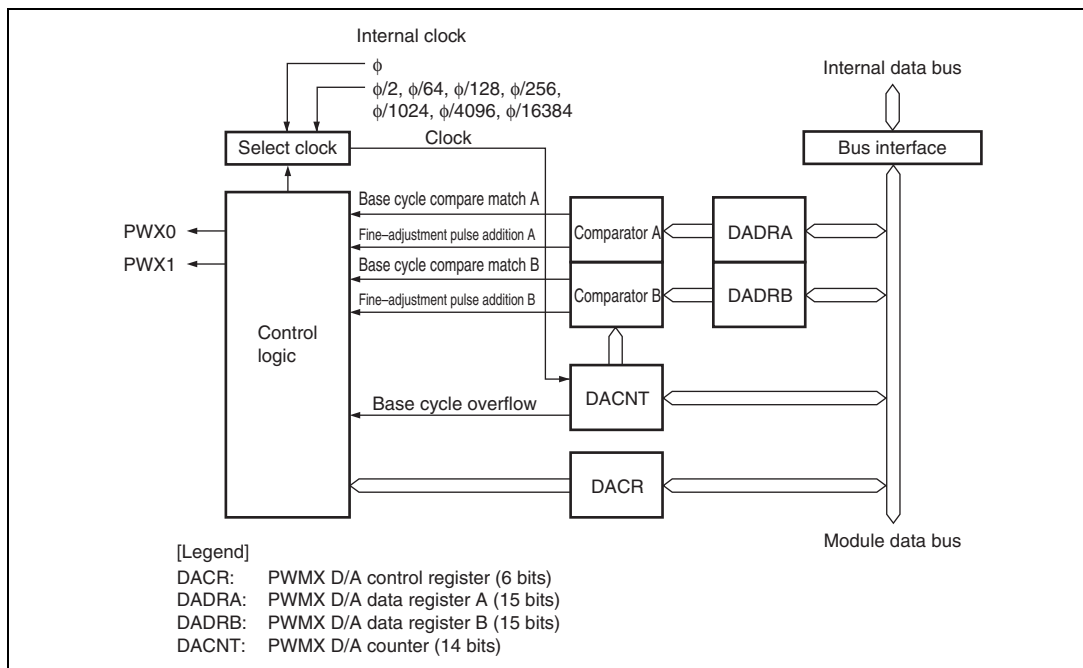 Internal clock
ϕ
ϕ/2, ϕ/64, ϕ/128, ϕ/256,
ϕ/1024, ϕ/4096, ϕ/16384
Internal data bus
Select clock
Clock
Bus interface
Base cycle compare match A
Fine–adjustment pulse addition A
Base cycle compare match B
Fine–adjustment pulse addition B
Comparator A
DADRA
Comparator B
DADRB
PWX0
PWX1
Control
logic
DACNT
Base cycle overflow
DACR
Module data bus
[Legend]
DACR: PWMX D/A control register (6 bits)
DADRA: PWMX D/A data register A (15 bits)
DADRB: PWMX D/A data register B (15 bits)
DACNT: PWMX D/A counter (14 bits)